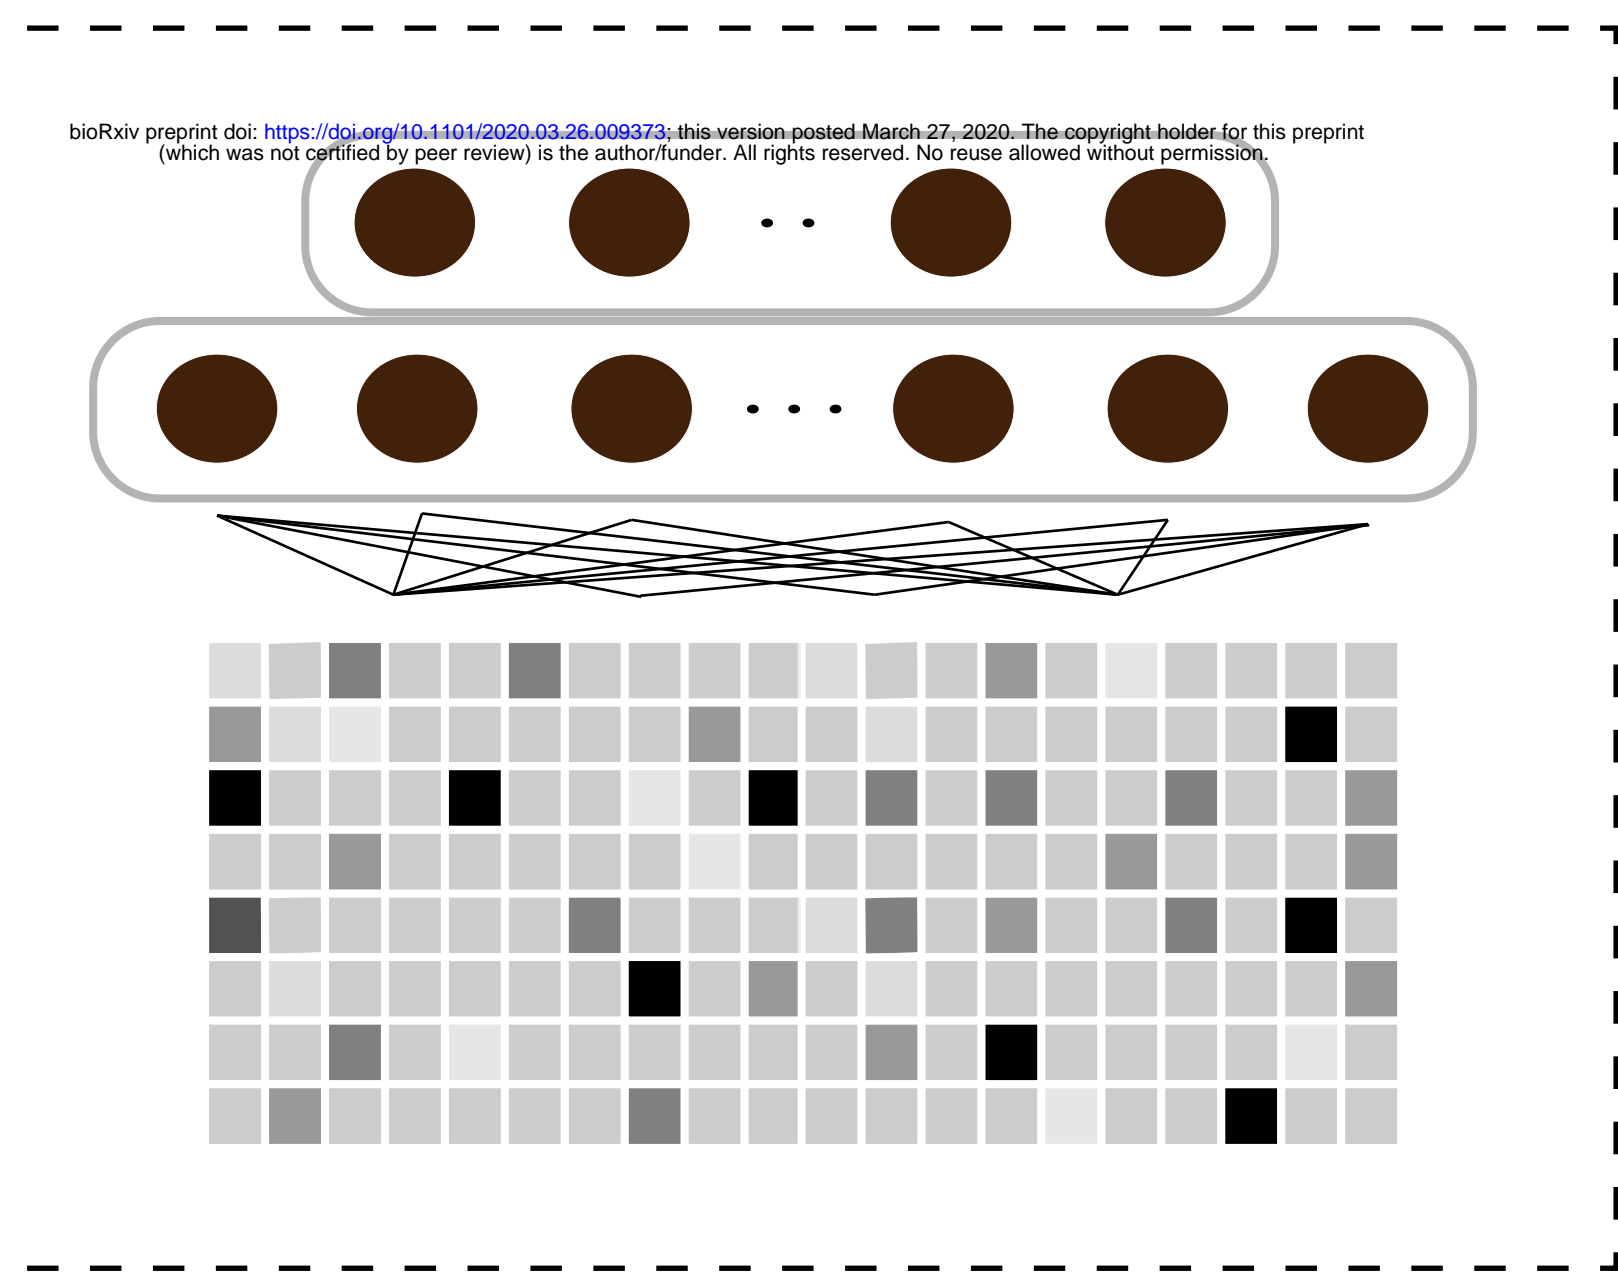 bioRxiv preprint doi: https://doi.org/10.1101/2020.03.26.009373; this version posted March 27, 2020. The copyright holder for this preprint
(which was not certified by peer review) is the author/funder. All rights reserved. No reuse allowed without permission.